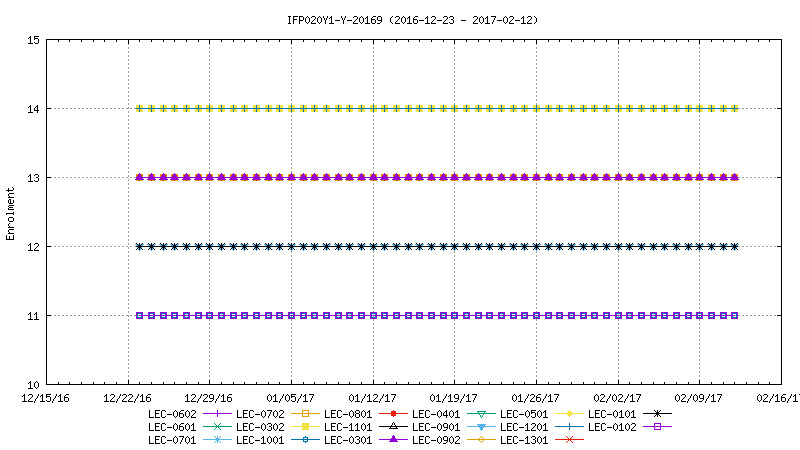 IFP020Y1-Y-20169 (2016-12-23 - 2017-02-12)
15
14
13
12
11
10
Enrolment
12/15/16 12/22/16 12/29/16 01/05/17 01/12/17 01/19/17 01/26/17 02/02/17 02/09/17 02/16/17
LEC-0602 LEC-0702 LEC-0801 LEC-0401 LEC-0501 LEC-0101
LEC-0601 LEC-0302 LEC-1101 LEC-0901 LEC-1201 LEC-0102
LEC-0701 LEC-1001 LEC-0301 LEC-0902 LEC-1301